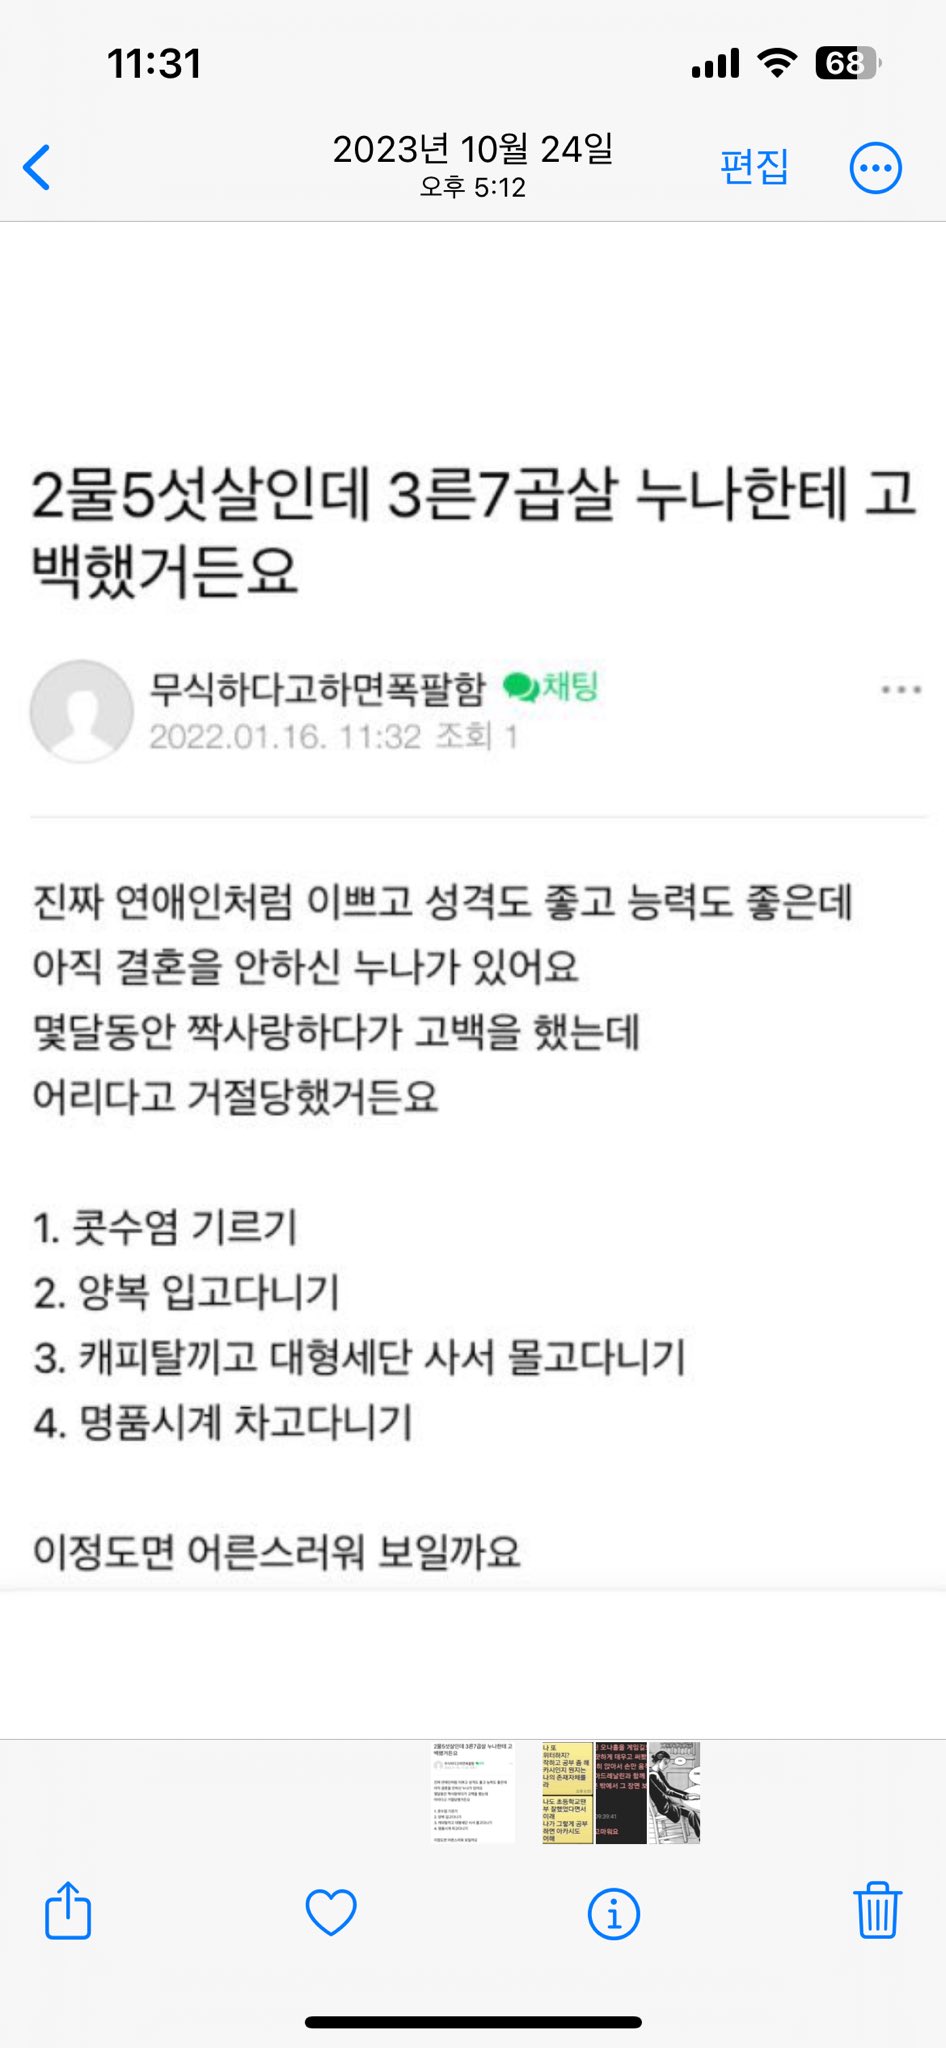 11:31
68
2023년 10월 24일
오후 5:12
편집
2물5섯살인데 3른7곱살 누나한테 고
백했거든요
무식하다고하면폭팔함 채팅
2022.01.16. 11:32 조회 1
진짜 연애인처럼 이쁘고 성격도 좋고 능력도 좋은데
아직 결혼을 안하신 누나가 있어요
몇달동안 짝사랑하다가 고백을 했는데
어리다고 거절당했거든요
1. 콧수염 기르기
2. 양복 입고다니기
3. 캐피탈끼고 대형세단 사서 몰고다니기
4. 명품시계 차고다니기
이정도면 어른스러워 보일까요